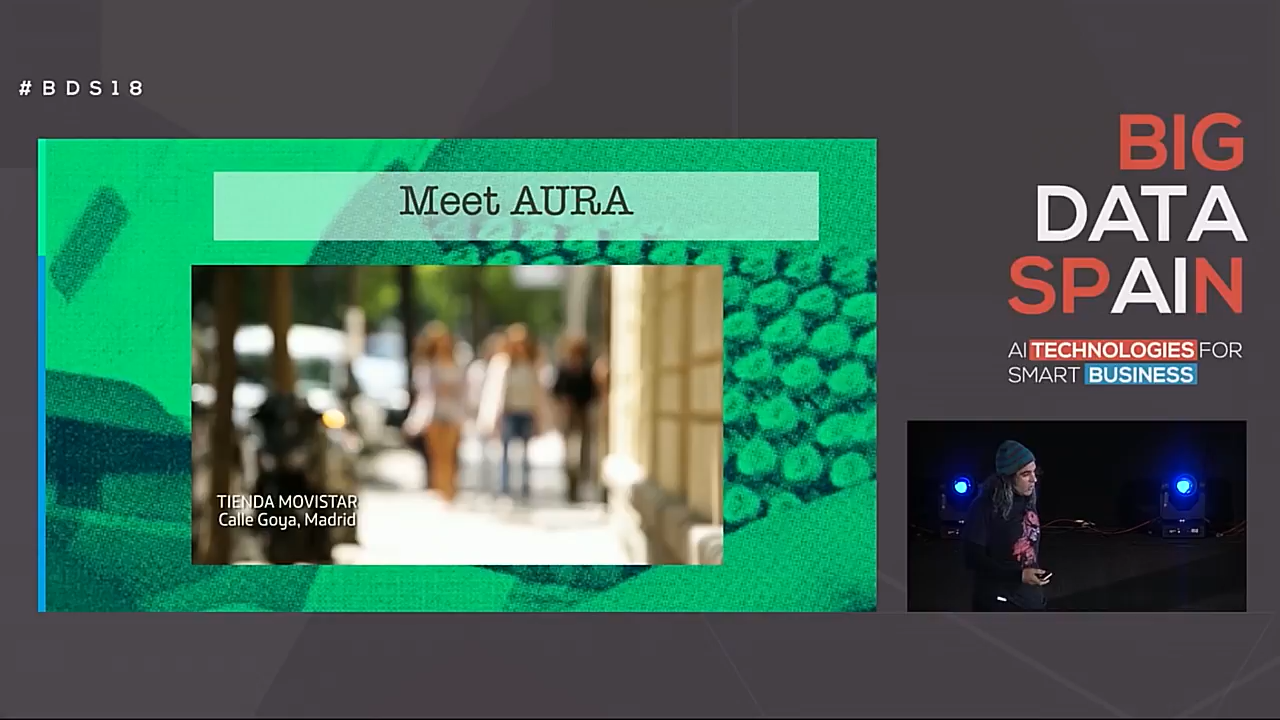 #BDS18
Meet AURA
TIENDA MOVISTAR
Calle Goya, Madrid
BIG
DATA
SPAIN
AI TECHNOLOGIES FOR
SMART BUSINESS